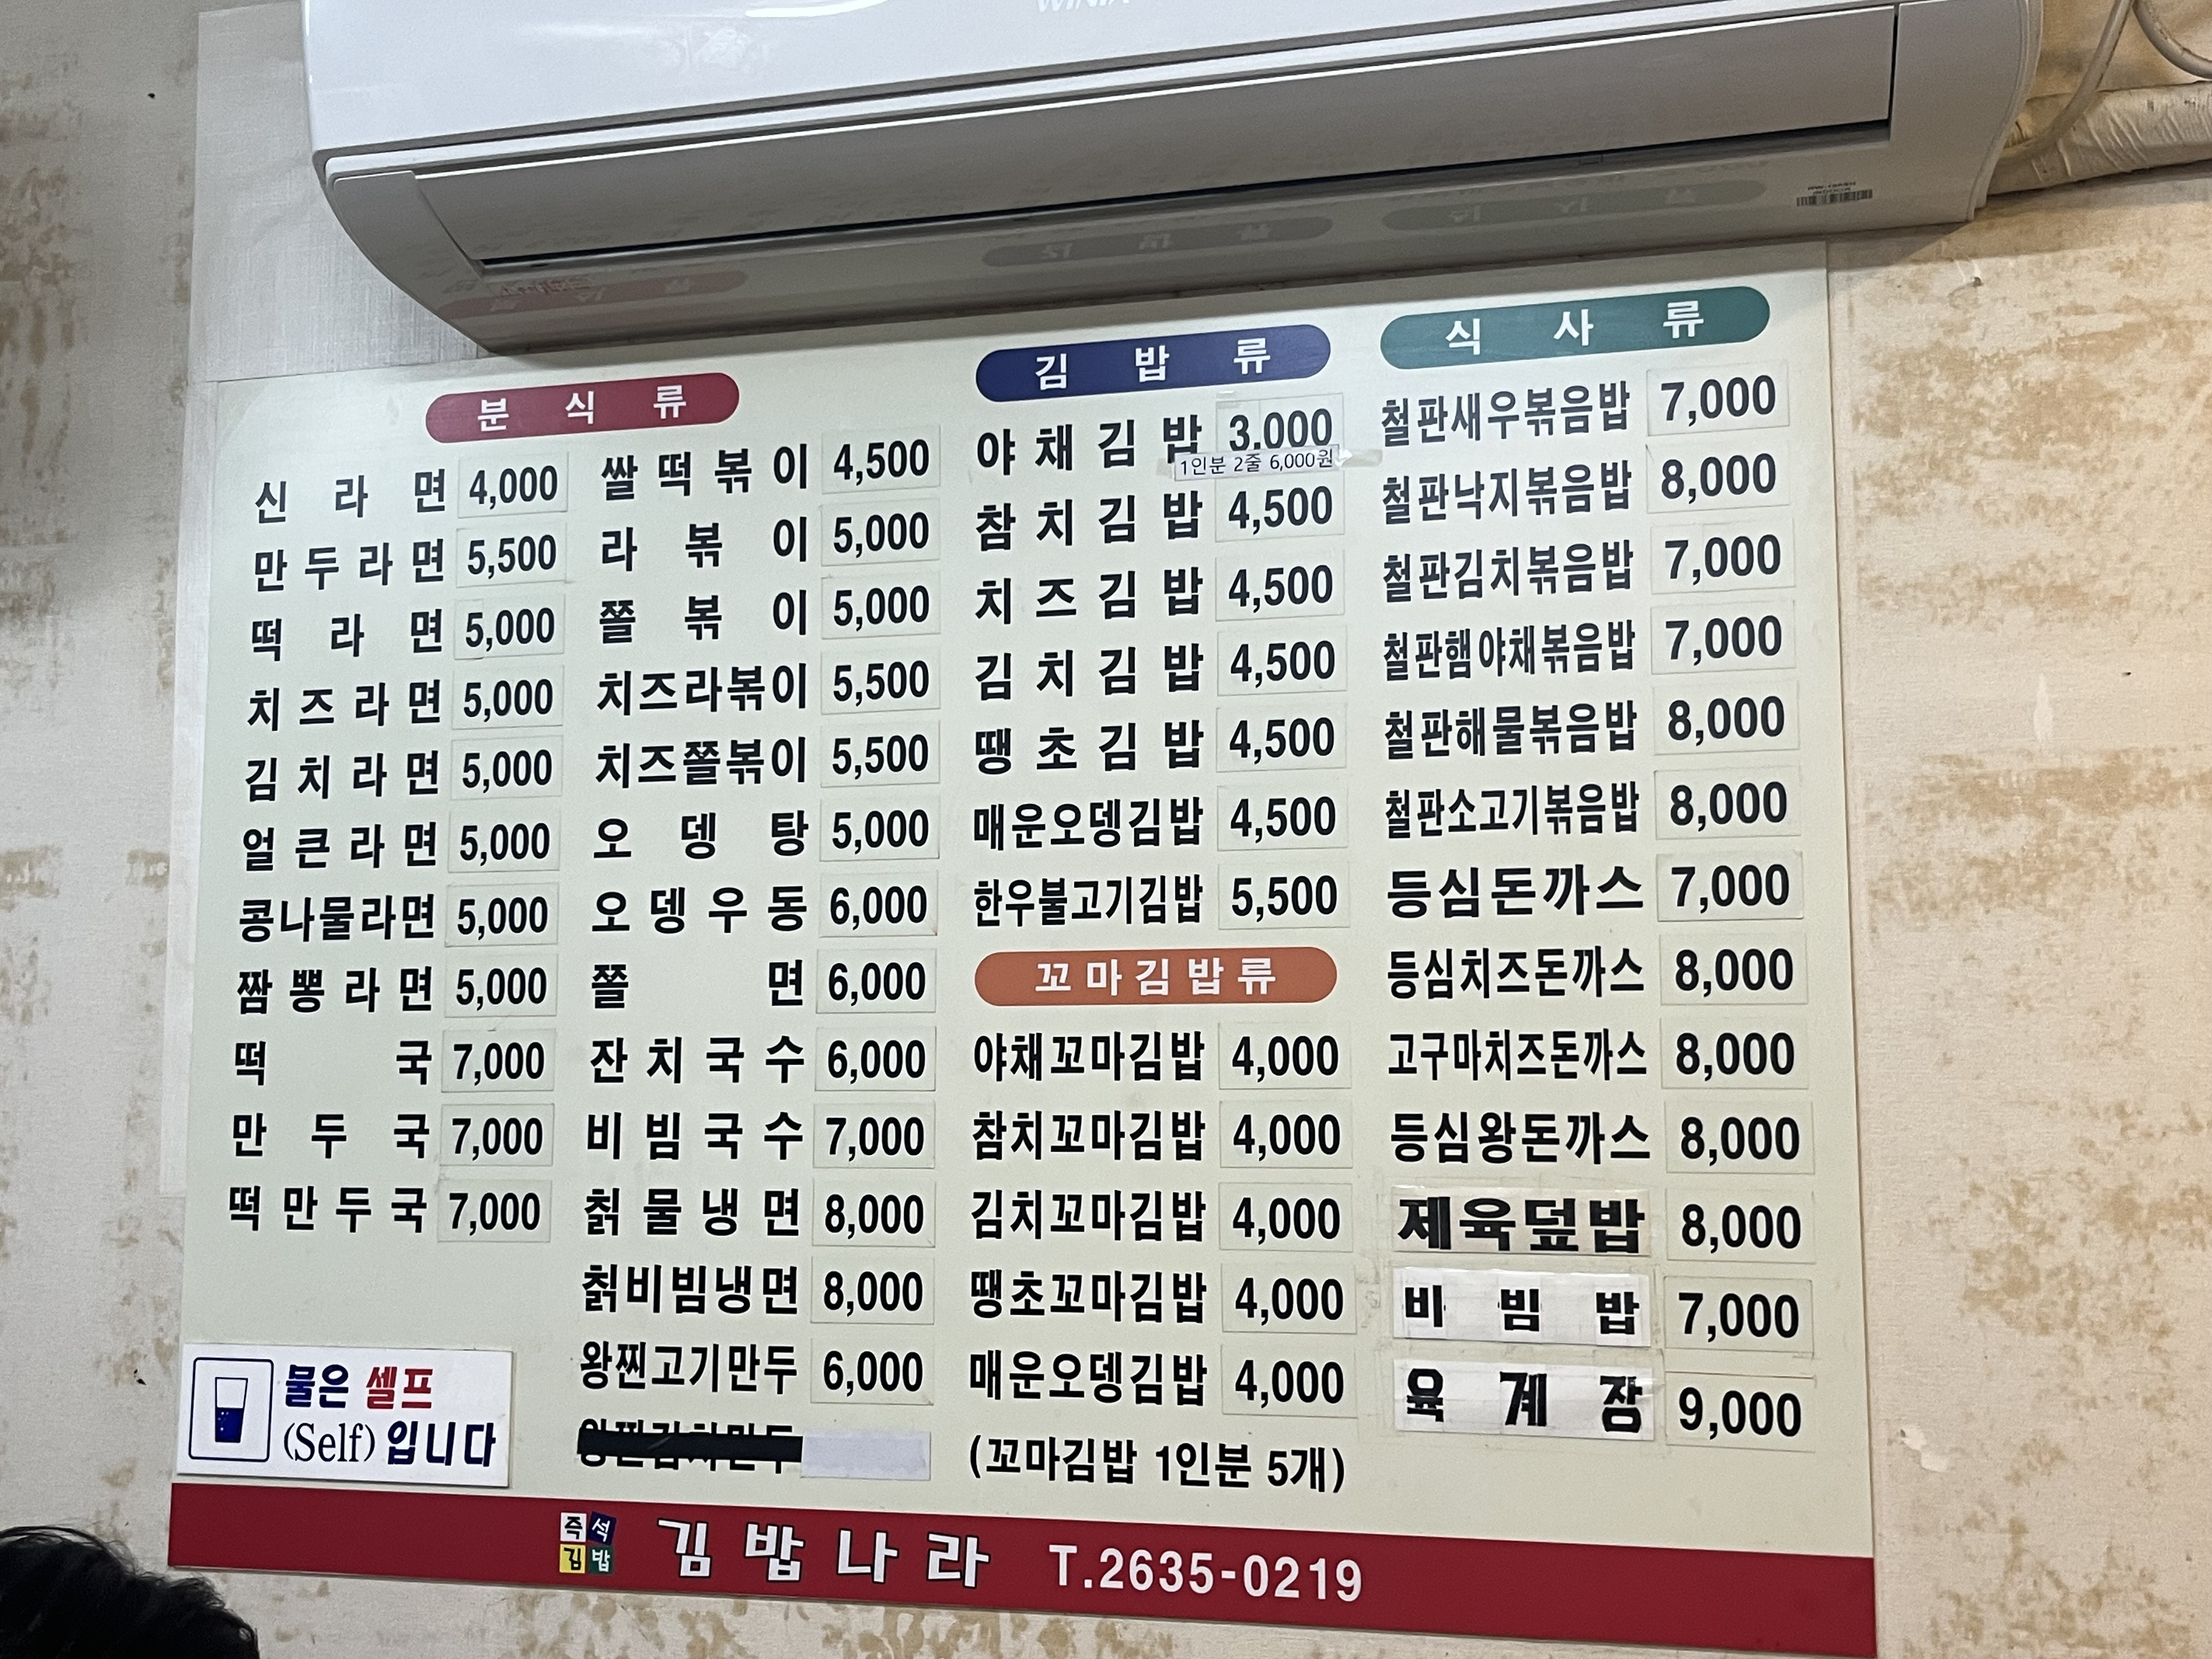 분식류
신라면 4,000
만두라면 5,500
떡라면 5,000
치즈라면 5,000
김치라면 5,000
얼큰라면 5,000
콩나물라면 5,000
짬뽕라면 5,000
떡국 7,000
만두국 7,000
떡만두국 7,000
물은 셀프
(Self) 입니다
쌀떡볶이 4,500
라볶이 5,000
쫄볶이 5,000
치즈라볶이 5,500
치즈쫄볶이 5,500
오뎅탕 5,000
오뎅우동 6,000
쫄면 6,000
잔치국수 6,000
비빔국수 7,000
칡물냉면 8,000
칡비빔냉면 8,000
왕찐고기만두 6,000
김밥류
야채김밥 3,000
1인분 2줄 6,000원
참치김밥 4,500
치즈김밥 4,500
김치김밥 4,500
땡초김밥 4,500
매운오뎅김밥 4,500
한우불고기김밥 5,500
꼬마김밥류
야채꼬마김밥 4,000
참치꼬마김밥 4,000
김치꼬마김밥 4,000
땡초꼬마김밥 4,000
매운오뎅김밥 4,000
(꼬마김밥 1인분 5개)
식사류
철판새우볶음밥 7,000
철판낙지볶음밥 8,000
철판김치볶음밥 7,000
철판햄야채볶음밥 7,000
철판해물볶음밥 8,000
철판소고기볶음밥 8,000
등심돈까스 7,000
등심치즈돈까스 8,000
고구마치즈돈까스 8,000
등심왕돈까스 8,000
제육덮밥 8,000
비빔밥 7,000
육계장 9,000
즉석김밥 김밥나라 T.2635-0219